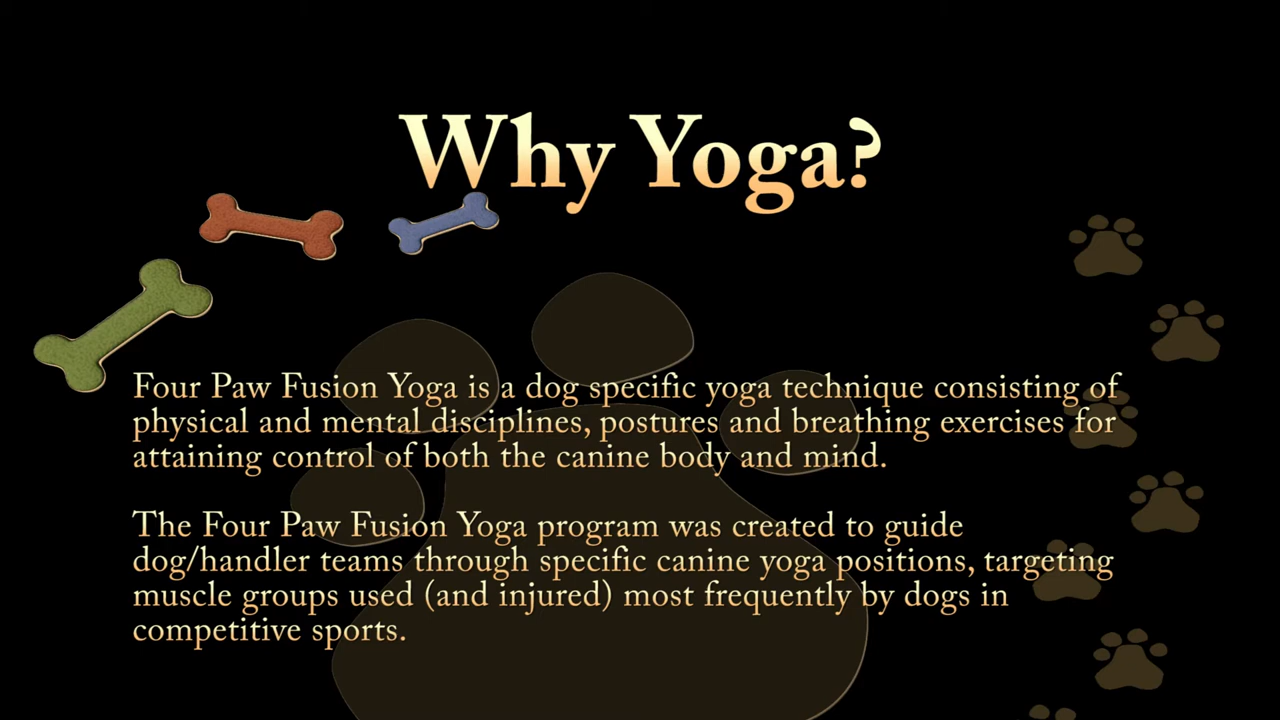 Why Yoga?
Four Paw Fusion Yoga is a dog specific yoga technique consisting of
physical and mental disciplines, postures and breathing exercises for
attaining control of both the canine body and mind.
The Four Paw Fusion Yoga program was created to guide
dog/handler teams through specific canine yoga positions, targeting
muscle groups used (and injured) most frequently by dogs in
competitive sports.